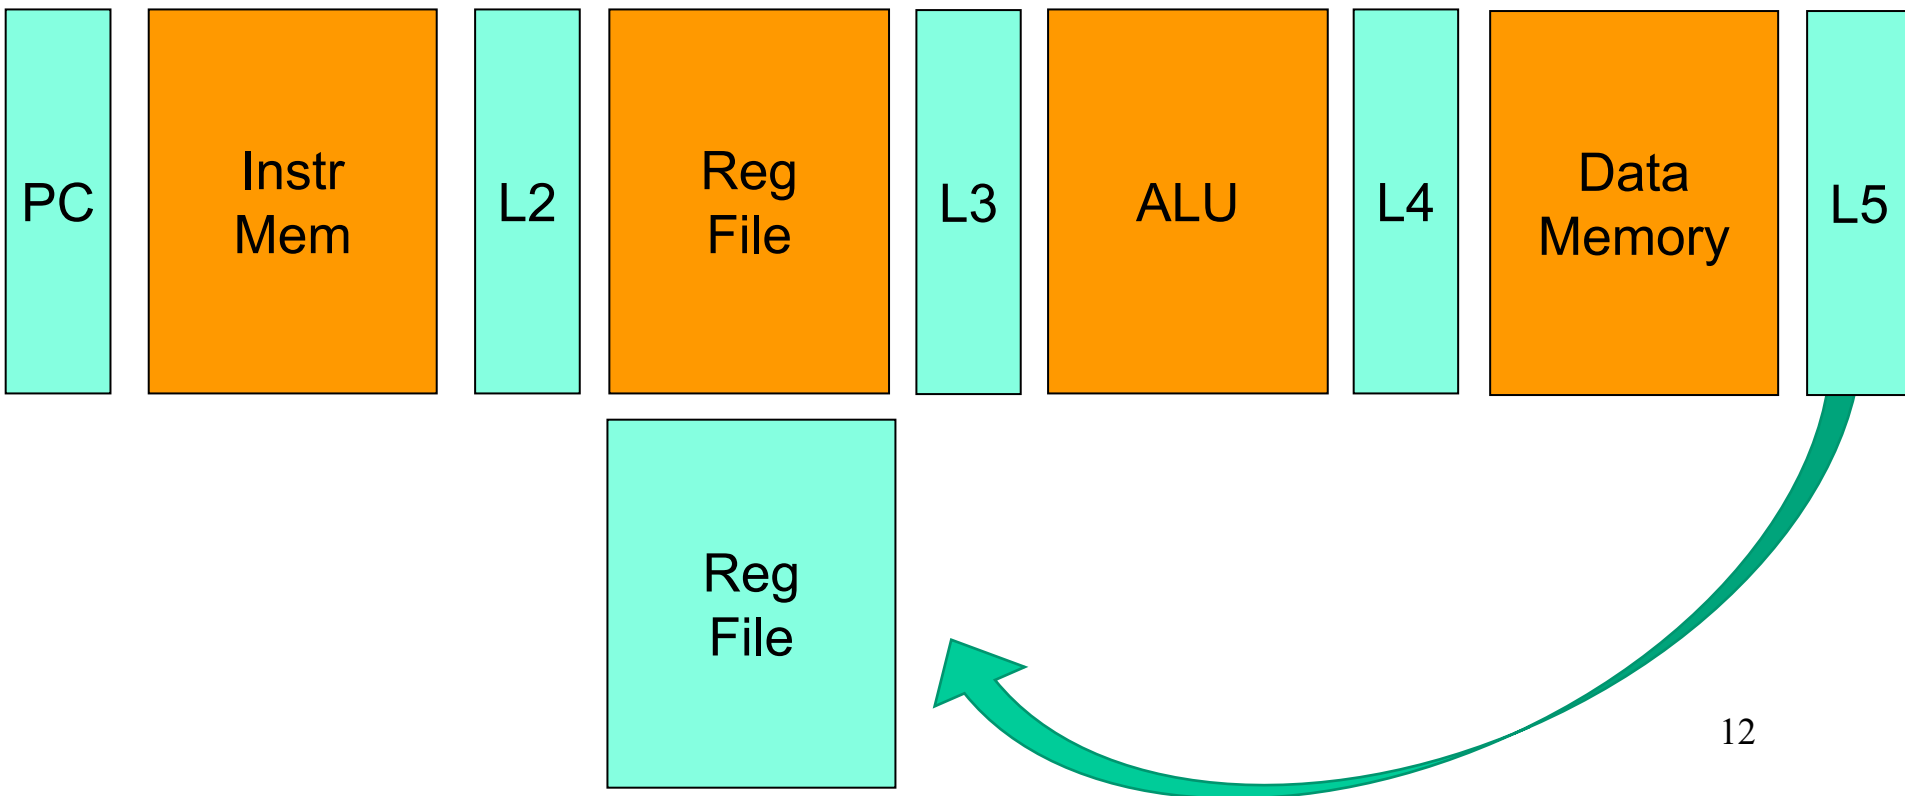 PC
Instr
Mem
L2
Reg
File
L3
ALU
L4
Data
Memory
L5
Reg
File
12